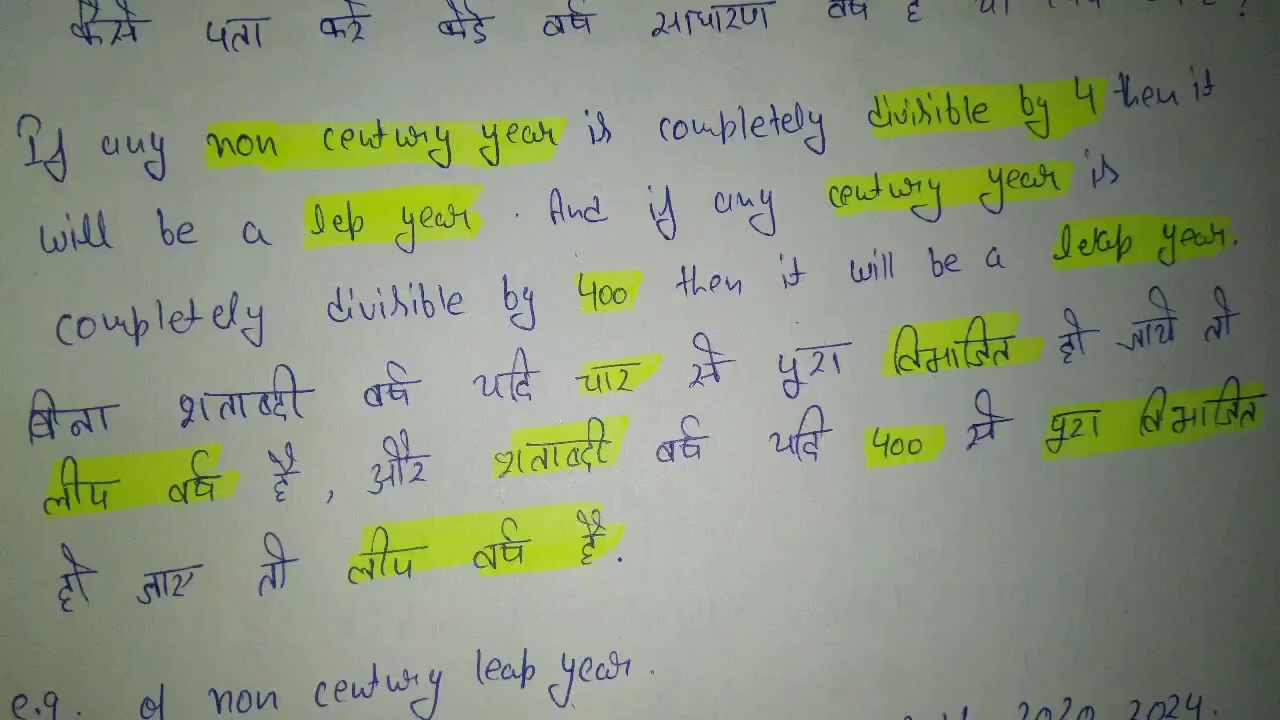 कैसे पता करे कोई वर्ष साधारण वर्ष है या
If any non century year is completely divisible by 4 then it
will be a lep year. And if any century year is
completely divisible by 400 then it will be a leap year.
बिना शताब्दी वर्ष यदि चार से पुरा विभाजित हो जाये तो
लीप वर्ष है, और शताब्दी वर्ष यदि 400 से पुरा विभाजित
हो जाए तो लीप वर्ष है.
e.g. of non century leap year.
2020, 2024.